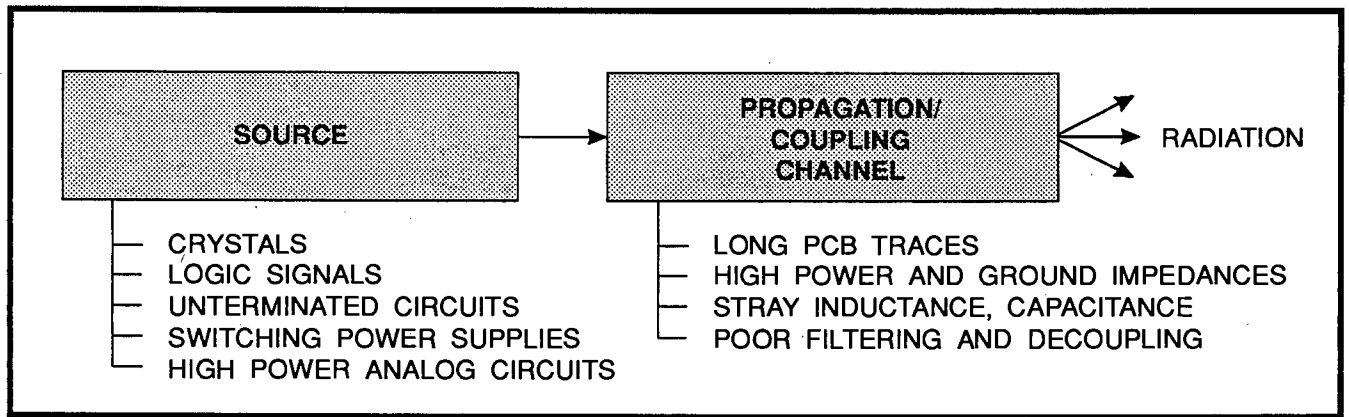 SOURCE
PROPAGATION/
COUPLING
CHANNEL
RADIATION
CRYSTALS
LOGIC SIGNALS
UNTERMINATED CIRCUITS
SWITCHING POWER SUPPLIES
HIGH POWER ANALOG CIRCUITS
LONG PCB TRACES
HIGH POWER AND GROUND IMPEDANCES
STRAY INDUCTANCE, CAPACITANCE
POOR FILTERING AND DECOUPLING